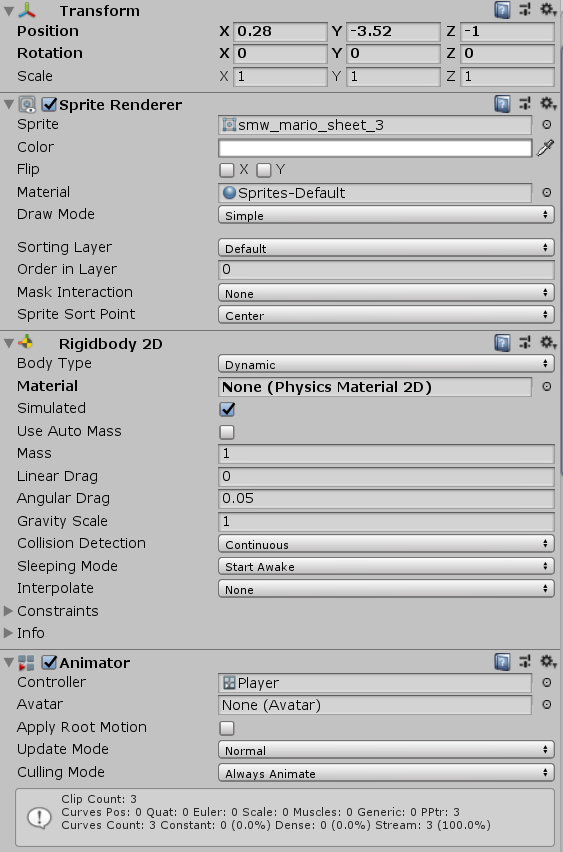 Transform
Position X 0.28 Y -3.52 Z -1
Rotation X 0 Y 0 Z 0
Scale X 1 Y 1 Z 1
Sprite Renderer
Sprite smw_mario_sheet_3
Color
Flip X Y
Material Sprites-Default
Draw Mode Simple
Sorting Layer Default
Order in Layer 0
Mask Interaction None
Sprite Sort Point Center
Rigidbody 2D
Body Type Dynamic
Material None (Physics Material 2D)
Simulated
Use Auto Mass
Mass 1
Linear Drag 0
Angular Drag 0.05
Gravity Scale 1
Collision Detection Continuous
Sleeping Mode Start Awake
Interpolate None
Constraints
Info
Animator
Controller Player
Avatar None (Avatar)
Apply Root Motion
Update Mode Normal
Culling Mode Always Animate
Clip Count: 3
Curves Pos: 0 Quat: 0 Euler: 0 Scale: 0 Muscles: 0 Generic: 0 PPtr: 3
Curves Count: 3 Constant: 0 (0.0%) Dense: 0 (0.0%) Stream: 3 (100.0%)